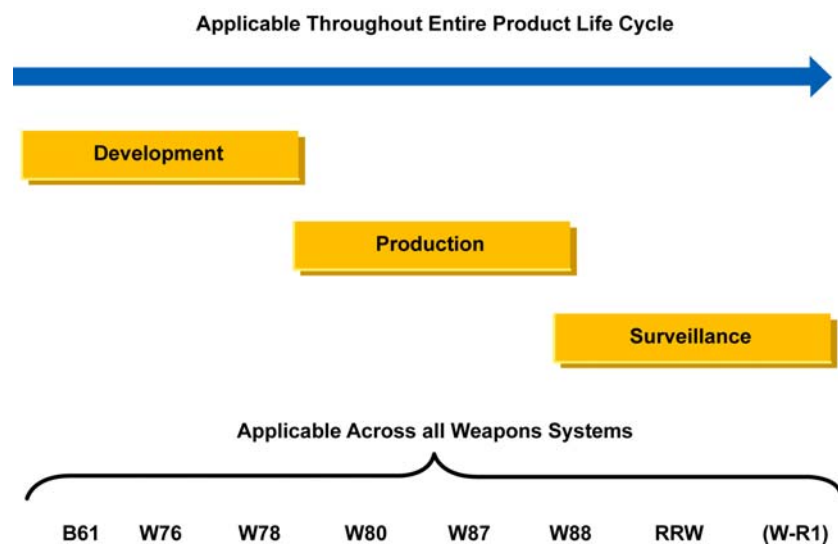 Applicable Throughout Entire Product Life Cycle
Development
Production
Surveillance
Applicable Across all Weapons Systems
B61 W76 W78 W80 W87 W88 RRW (W-R1)